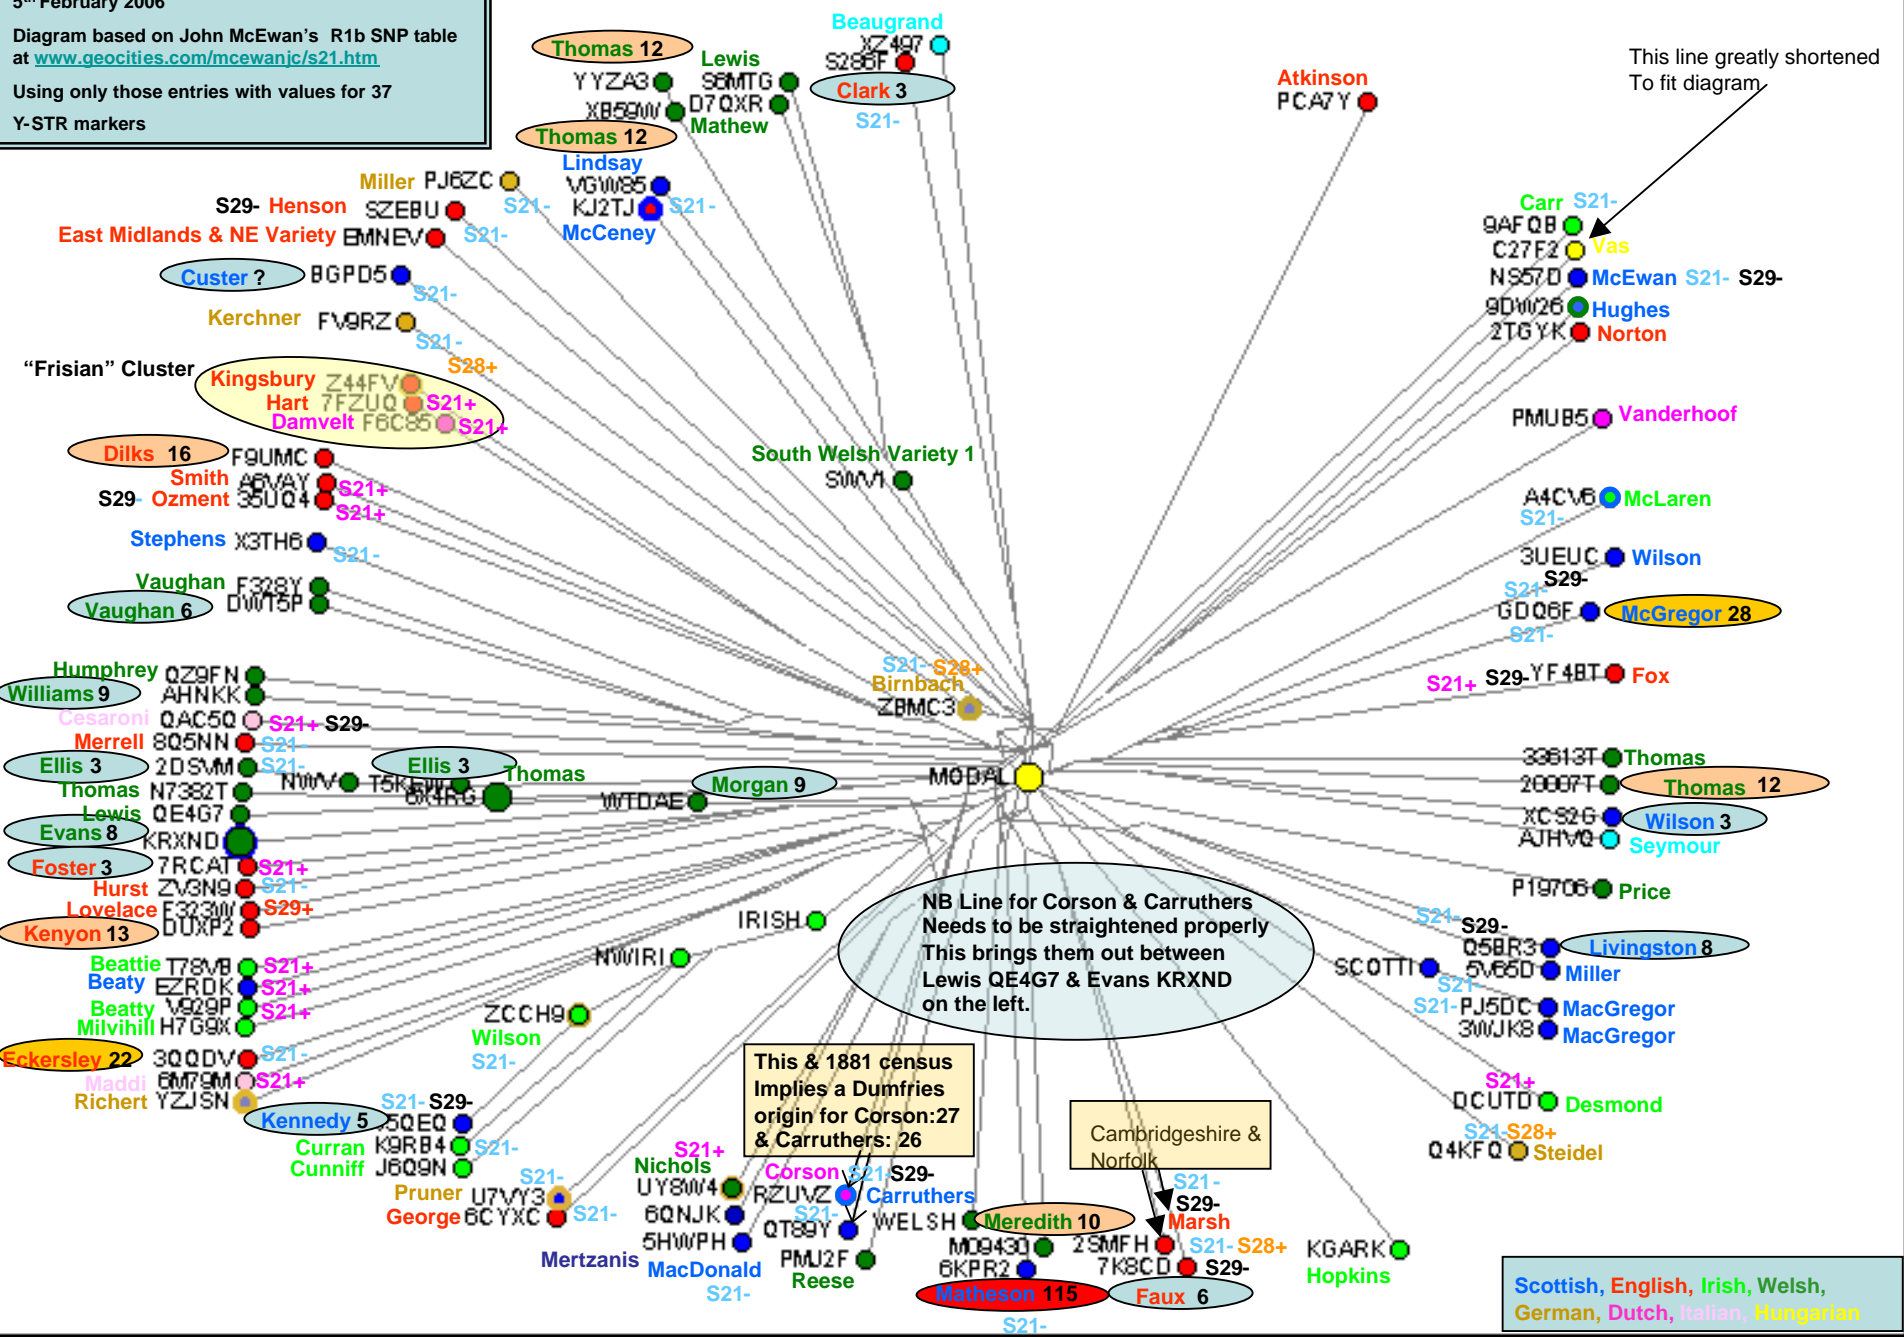 5th February 2006
Diagram based on John McEwan's R1b SNP table
at www.geocities.com/mcewanjc/s21.htm
Using only those entries with values for 37
Y-STR markers
Beaugrand
XZ497
S286F
Clark 3
S21-
Thomas 12
YYZA3
XB59W
Thomas 12
Lewis
S6MTG
D7QXR
Mathew
Lindsay
VGW85
KJ2TJ S21-
McCeney
Atkinson
PCA7Y
This line greatly shortened
To fit diagram
Miller PJ6ZC
S21-
S29- Henson SZEBU
S21-
East Midlands & NE Variety EMNEV
Custer ? BGPD5
S21-
Kerchner FV9RZ
S21-
S28+
"Frisian" Cluster
Kingsbury Z44FV
Hart 7FZUQ S21+
Damvelt F6C85 S21+
Dilks 16 F9UMC
Smith A6VAY S21+
S29- Ozment 35UQ4
S21+
Stephens X3TH6
S21-
Vaughan F328Y
Vaughan 6 DWT5P
Carr S21-
9AFQB
C27F2 Vas
NS57D McEwan S21- S29-
9DW26 Hughes
2TGYK Norton
PMUB5 Vanderhoof
A4CV6 McLaren
S21-
3UEUC Wilson
S29-
S21-
GDQ6F McGregor 28
S21-
S21+ S29- YF4BT Fox
South Welsh Variety 1
SWV1
S21- S28+
Birnbach
ZBMC3
MODAL
Humphrey QZ9FN
Williams 9 AHNKK
Cesaroni QAC5Q S21+ S29-
Merrell 8Q5NN S21-
Ellis 3 2DSVM S21-
Thomas N7382T
NWV
Ellis 3
Thomas
6X4RG
WTDAE
Morgan 9
Lewis QE4G7
Evans 8 KRXND
Foster 3 7RCAT S21+
Hurst ZV3N9 S21-
Lovelace F323W S29+
Kenyon 13 DUXP2
Beattie T78VB S21+
Beaty EZRDK S21+
Beatty V929P S21+
Milvihill H7G9X
Eckersley 22 3QQDV S21-
Maddi 6M79M S21+
Richert YZJSN
33613T Thomas
20007T Thomas 12
XCS2G Wilson 3
AJHVQ Seymour
P19706 Price
S21-
S29-
Q5BR3 Livingston 8
SCOTTI
5V65D Miller
S21-
S21- PJ5DC MacGregor
3WJK8 MacGregor
S21+
DCUTD Desmond
S21- S28+
Q4KFQ Steidel
IRISH
NWIRI
ZCCH9
Wilson
S21-
NB Line for Corson & Carruthers
Needs to be straightened properly
This brings them out between
Lewis QE4G7 & Evans KRXND
on the left.
This & 1881 census
Implies a Dumfries
origin for Corson:27
& Carruthers: 26
Cambridgeshire &
Norfolk
S21- S29-
Kennedy 5 5QEQ
Curran K9RB4 S21-
Cunniff J6Q9N
S21-
Pruner U7VY3
George 6CYXC S21-
S21+
Nichols
UY8W4
6QNJK
5HWPH
Mertzanis
MacDonald
S21-
Corson S21- S29-
RZUVZ Carruthers
S21-
QT89Y
PMJ2F
Reese
WELSH
Meredith 10
M09430
6KPR2
Matheson 115
S21-
S21-
S29-
Marsh
2SMFH S21- S28+
7K8CD S29-
Faux 6
KGARK
Hopkins
Scottish, English, Irish, Welsh,
German, Dutch, Italian, Hungarian